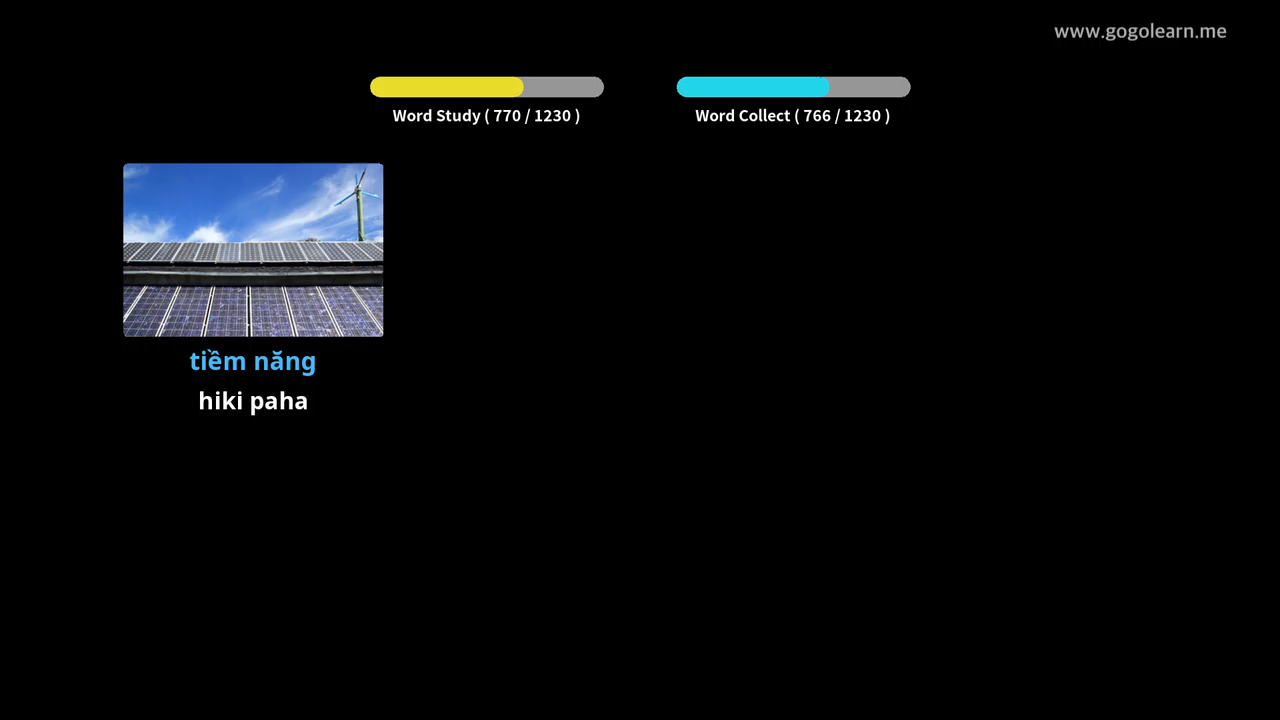 www.gogolearn.me
Word Study ( 770 / 1230 )
Word Collect ( 766 / 1230 )
tiềm năng
hiki paha